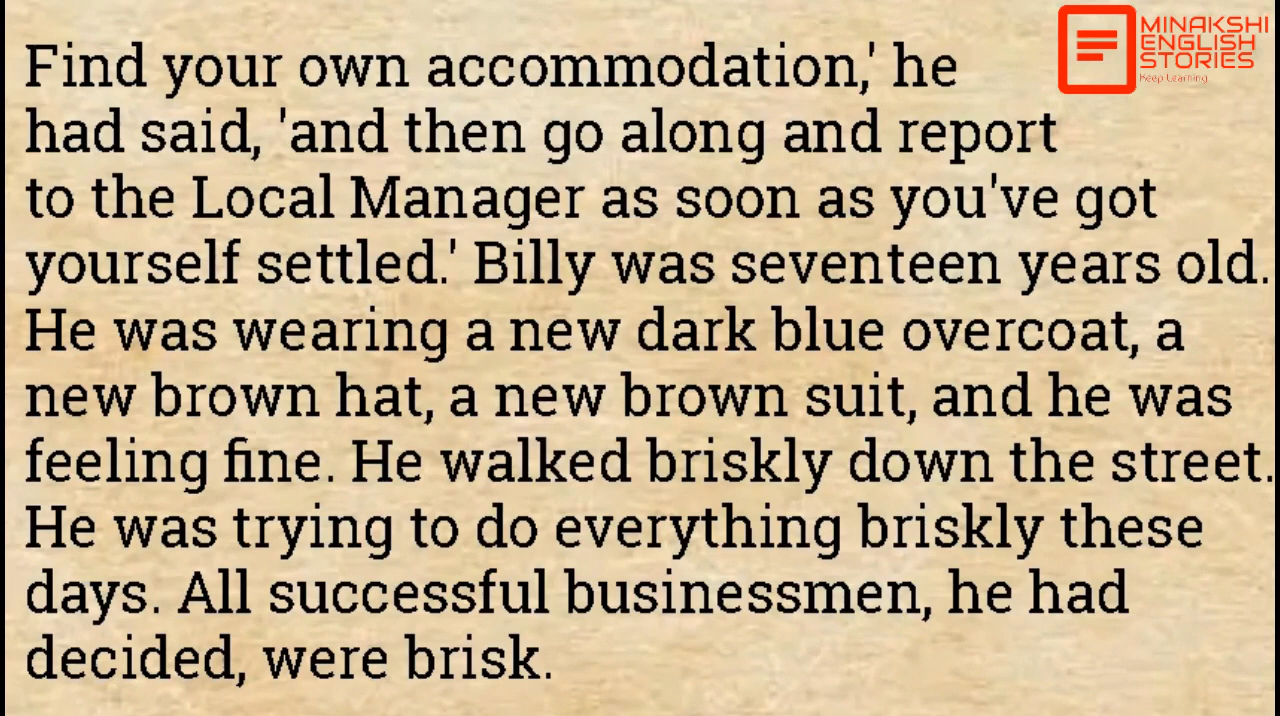 MINAKSHI
ENGLISH
STORIES
Keep Learning
Find your own accommodation,' he
had said, 'and then go along and report
to the Local Manager as soon as you've got
yourself settled.' Billy was seventeen years old.
He was wearing a new dark blue overcoat, a
new brown hat, a new brown suit, and he was
feeling fine. He walked briskly down the street.
He was trying to do everything briskly these
days. All successful businessmen, he had
decided, were brisk.